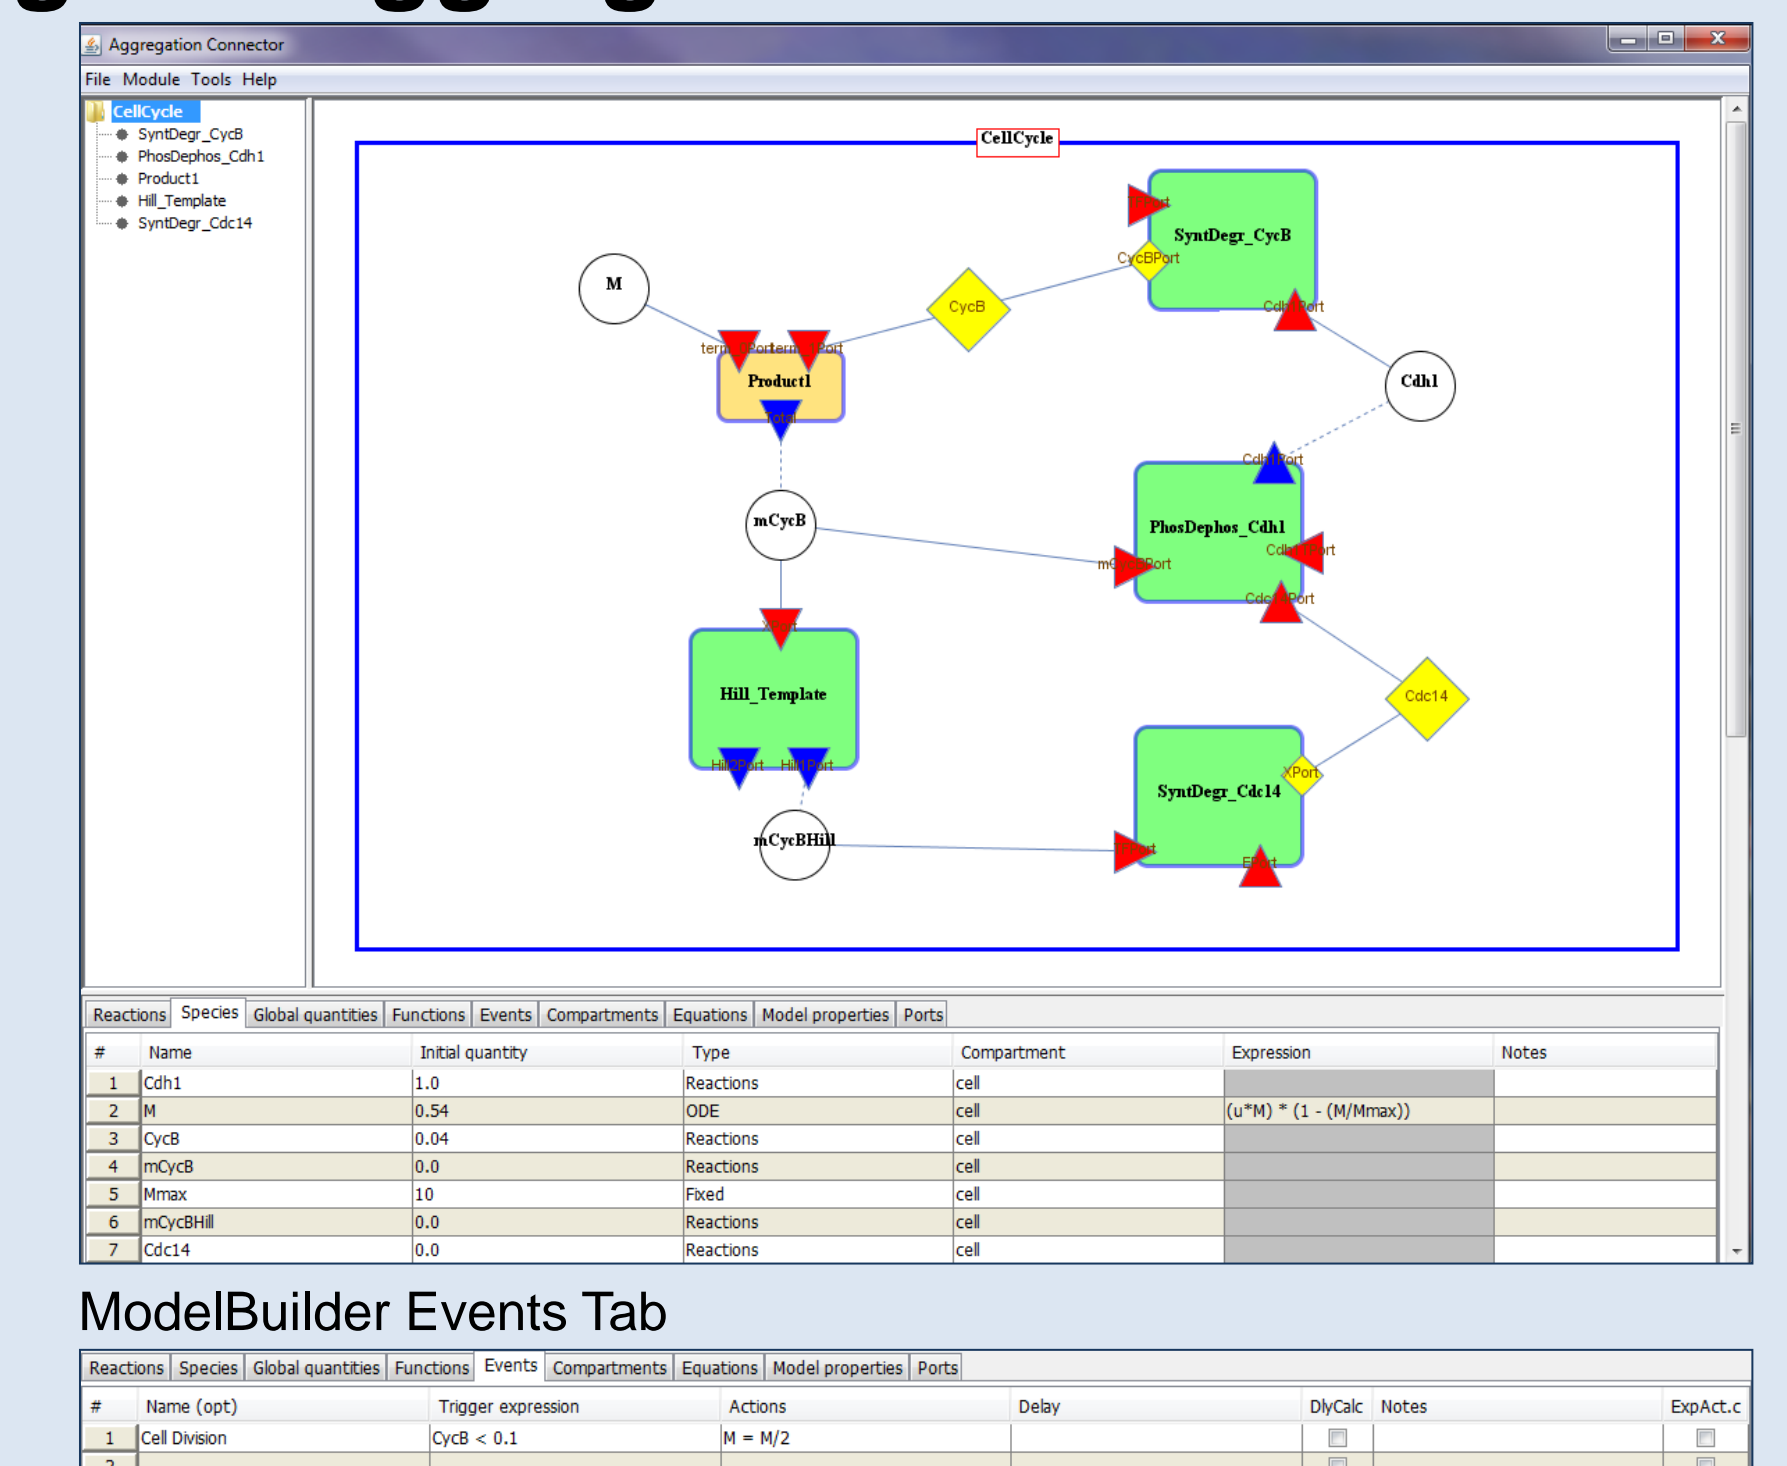 Aggregation Connector
File Module Tools Help
CellCycle
SyntDegr_CycB
PhosDephos_Cdh1
Product1
Hill_Template
SyntDegr_Cdc14
CellCycle
SyntDegr_CycB
CycBPort
M
CycB
Product1
Total
Cdh1
Cdh1Port
mCycB
PhosDephos_Cdh1
XPort
Hill_Template
Hill2Port Hill1Port
Cdc14
XPort
SyntDegr_Cdc14
mCycBHill
Reactions Species Global quantities Functions Events Compartments Equations Model properties Ports
# Name Initial quantity Type Compartment Expression Notes
1 Cdh1 1.0 Reactions cell
2 M 0.54 ODE cell (u*M) * (1 - (M/Mmax))
3 CycB 0.04 Reactions cell
4 mCycB 0.0 Reactions cell
5 Mmax 10 Fixed cell
6 mCycBHill 0.0 Reactions cell
7 Cdc14 0.0 Reactions cell
ModelBuilder Events Tab
Reactions Species Global quantities Functions Events Compartments Equations Model properties Ports
# Name (opt) Trigger expression Actions Delay DlyCalc Notes ExpAct.c
1 Cell Division CycB < 0.1 M = M/2